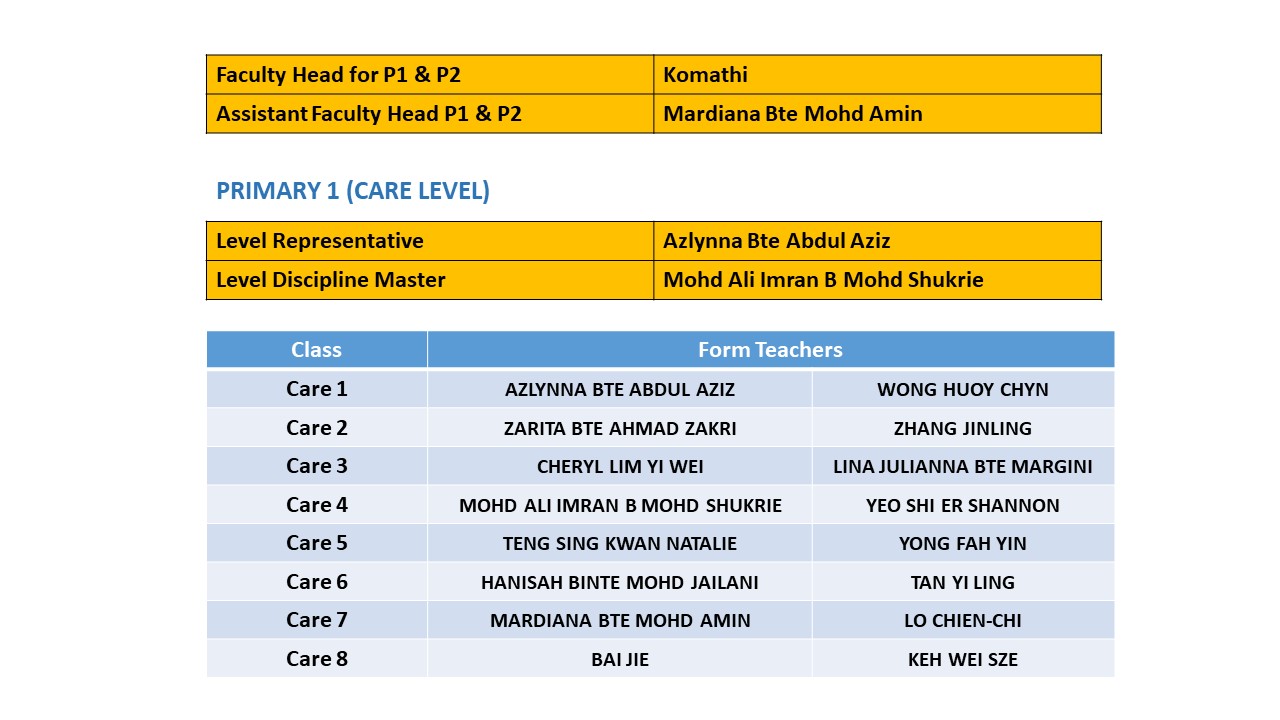 Faculty Head for P1 & P2 Komathi
Assistant Faculty Head P1 & P2 Mardiana Bte Mohd Amin
PRIMARY 1 (CARE LEVEL)
Level Representative Azlynna Bte Abdul Aziz
Level Discipline Master Mohd Ali Imran B Mohd Shukrie
Class Form Teachers
Care 1 AZLYNNA BTE ABDUL AZIZ WONG HUOY CHYN
Care 2 ZARITA BTE AHMAD ZAKRI ZHANG JINLING
Care 3 CHERYL LIM YI WEI LINA JULIANNA BTE MARGINI
Care 4 MOHD ALI IMRAN B MOHD SHUKRIE YEO SHI ER SHANNON
Care 5 TENG SING KWAN NATALIE YONG FAH YIN
Care 6 HANISAH BINTE MOHD JAILANI TAN YI LING
Care 7 MARDIANA BTE MOHD AMIN LO CHIEN-CHI
Care 8 BAI JIE KEH WEI SZE